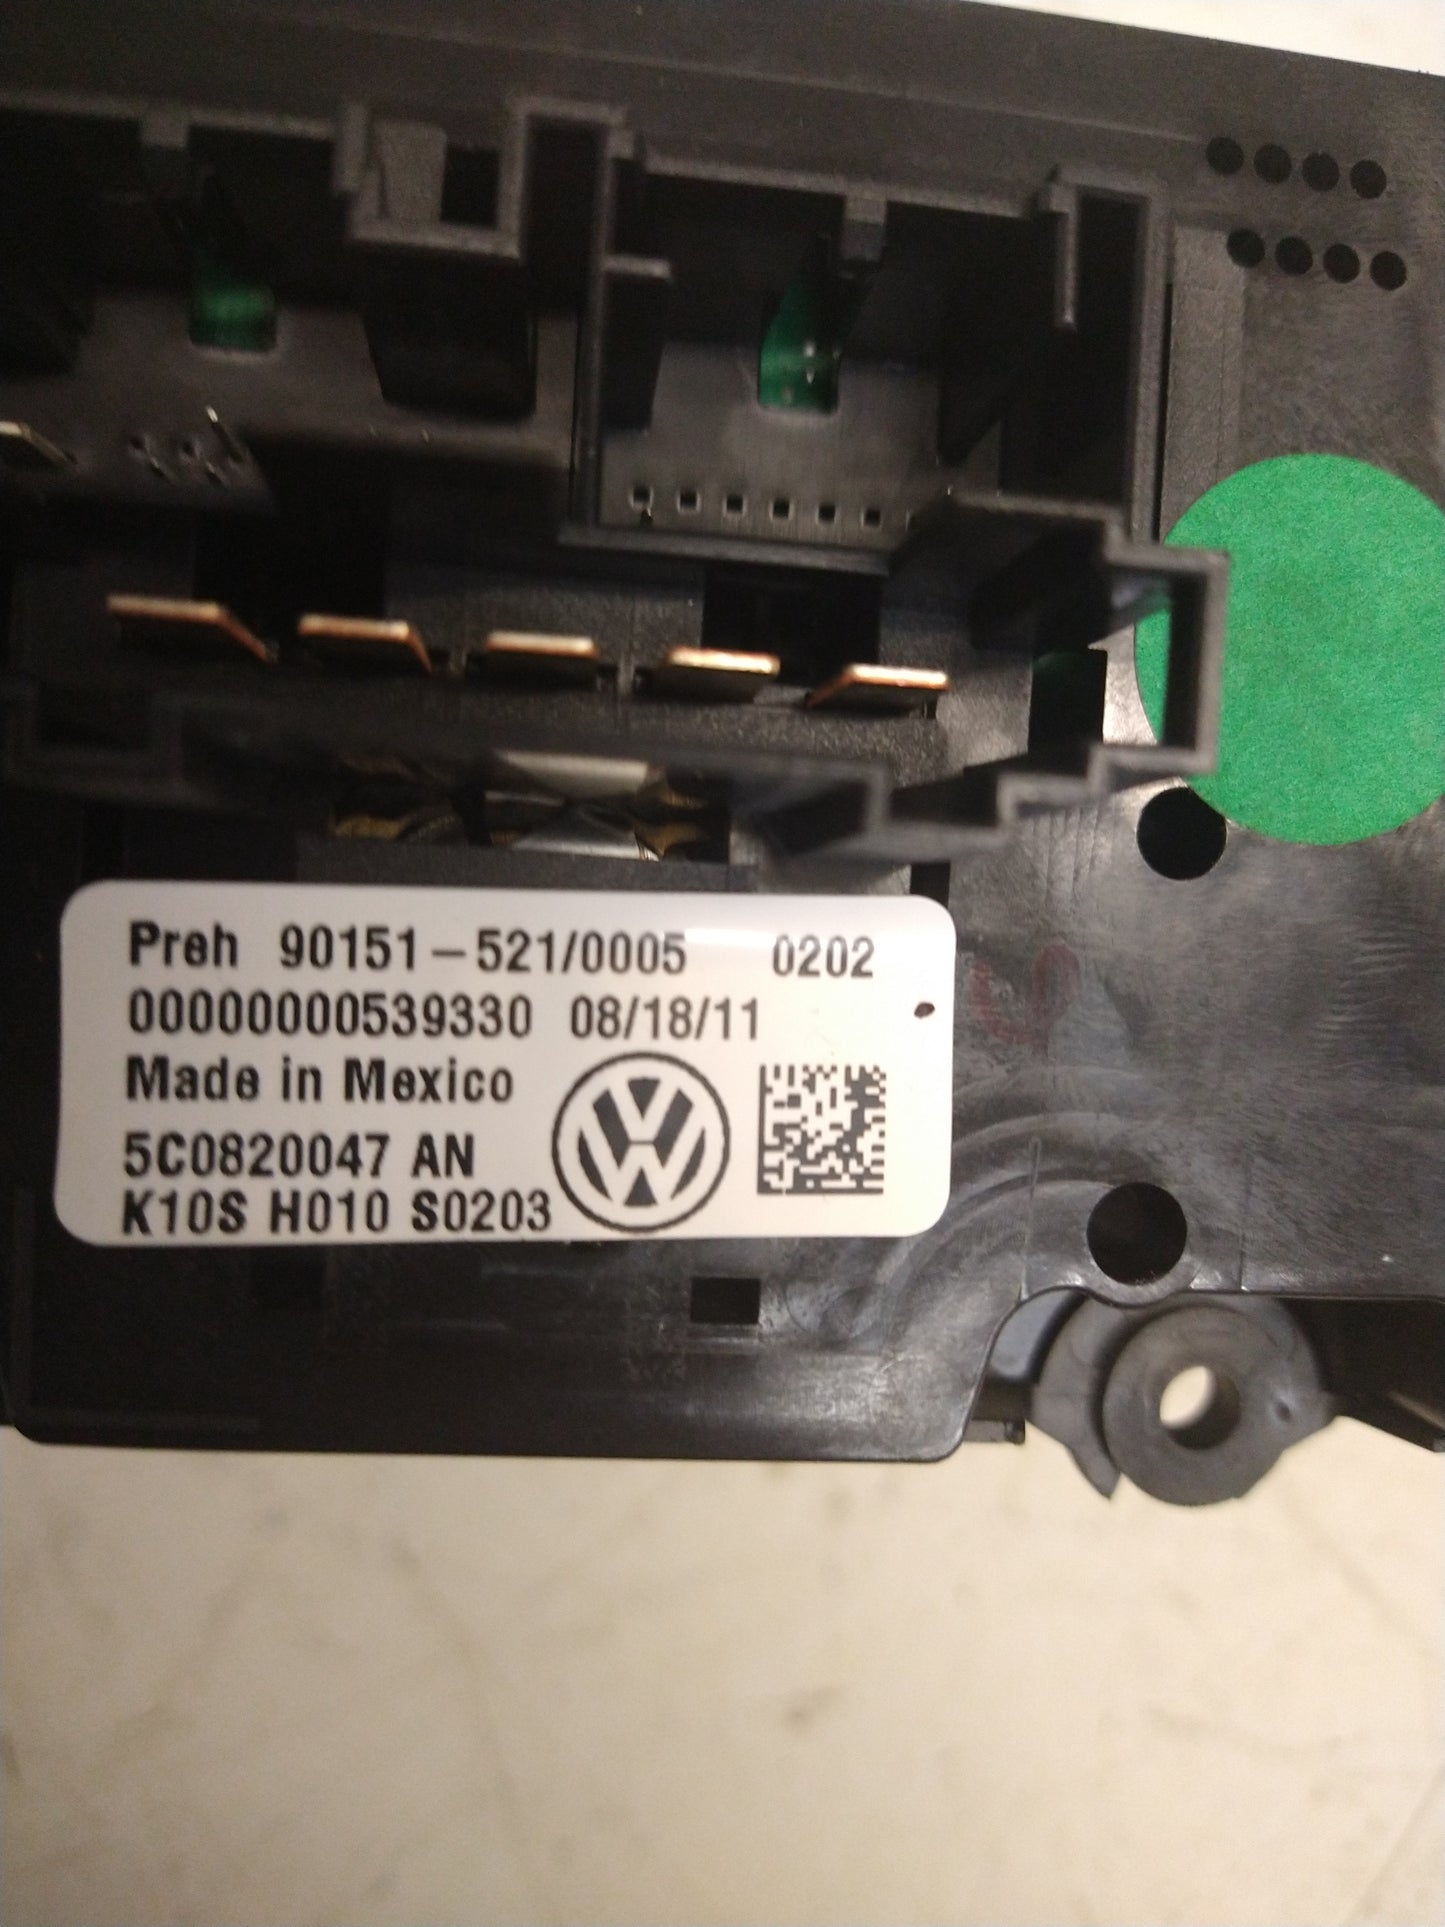 Preh 90151-521/0005 0202
00000000539330 08/18/11
Made in Mexico
5C0820047 AN
K10S H010 S0203